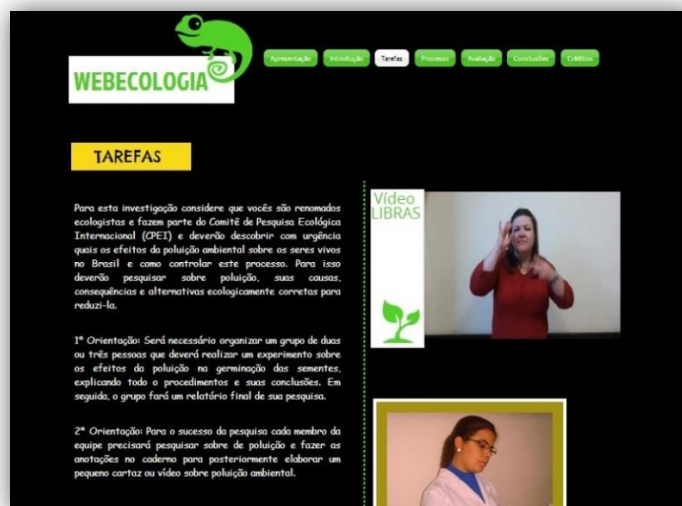 WEBECOLOGIA
Apresentação Introdução Tarefas Processo Avaliação Conclusões Créditos
TAREFAS
Para esta investigação considere que vocês são renomados
ecologistas e fazem parte do Comitê de Pesquisa Ecológica
Internacional (CPEI) e deverão descobrir com urgência
quais os efeitos da poluição ambiental sobre os seres vivos
no Brasil e como controlar este processo. Para isso
deverão pesquisar sobre poluição, suas causas,
consequências e alternativas ecologicamente corretas para
reduzi-la.
1ª Orientação: Será necessário organizar um grupo de duas
ou três pessoas que deverá realizar um experimento sobre
os efeitos da poluição na germinação das sementes,
explicando todo o procedimentos e suas conclusões. Em
seguida, o grupo fará um relatório final de sua pesquisa.
2ª Orientação: Para o sucesso da pesquisa cada membro da
equipe precisará pesquisar sobre de poluição e fazer as
anotações no caderno para posteriormente elaborar um
pequeno cartaz ou vídeo sobre poluição ambiental.
Vídeo
LIBRAS